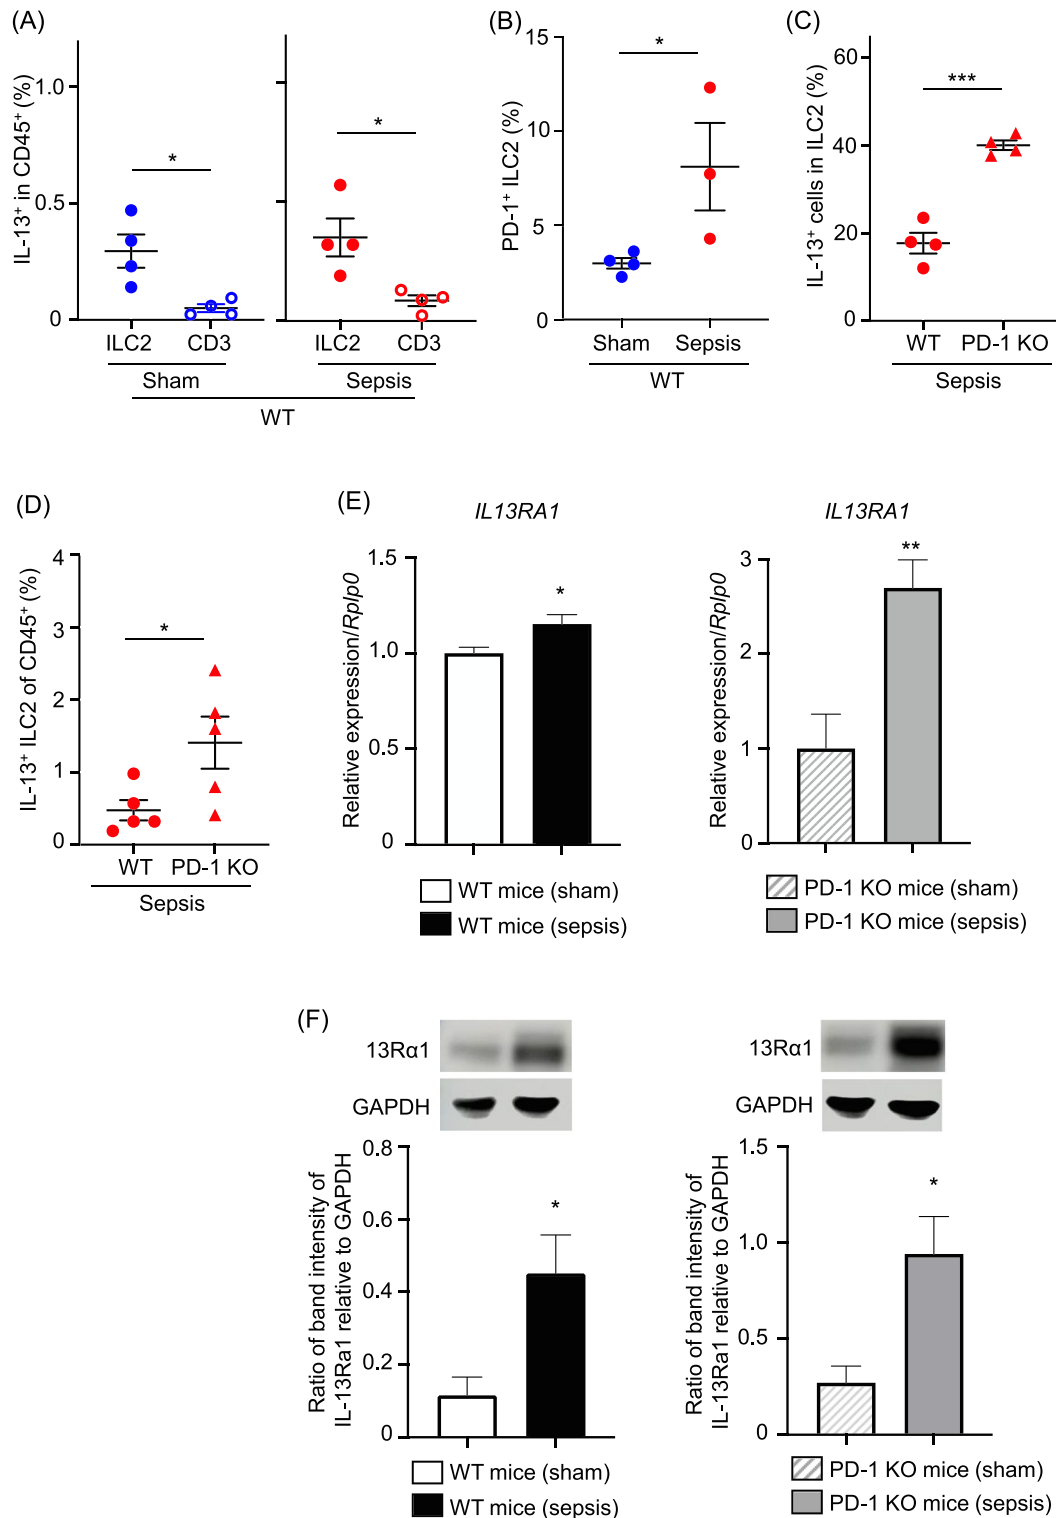 (A)
IL-13⁺ in CD45⁺ (%)
1.0
0.5
0
*
*
ILC2 CD3
ILC2 CD3
Sham
Sepsis
WT
(B)
PD-1⁺ ILC2 (%)
15
10
5
0
*
Sham Sepsis
WT
(C)
IL-13⁺ cells in ILC2 (%)
60
40
20
0
***
WT PD-1 KO
Sepsis
(D)
IL-13⁺ ILC2 of CD45⁺ (%)
4
3
2
1
0
*
WT PD-1 KO
Sepsis
(E)
IL13RA1
Relative expression/Rplp0
1.5
1.0
0.5
0
*
WT mice (sham)
WT mice (sepsis)
IL13RA1
Relative expression/Rplp0
3
2
1
0
**
PD-1 KO mice (sham)
PD-1 KO mice (sepsis)
(F)
13Rα1
GAPDH
Ratio of band intensity of
IL-13Ra1 relative to GAPDH
0.8
0.6
0.4
0.2
0
*
WT mice (sham)
WT mice (sepsis)
13Rα1
GAPDH
Ratio of band intensity of
IL-13Ra1 relative to GAPDH
1.5
1.0
0.5
0
*
PD-1 KO mice (sham)
PD-1 KO mice (sepsis)